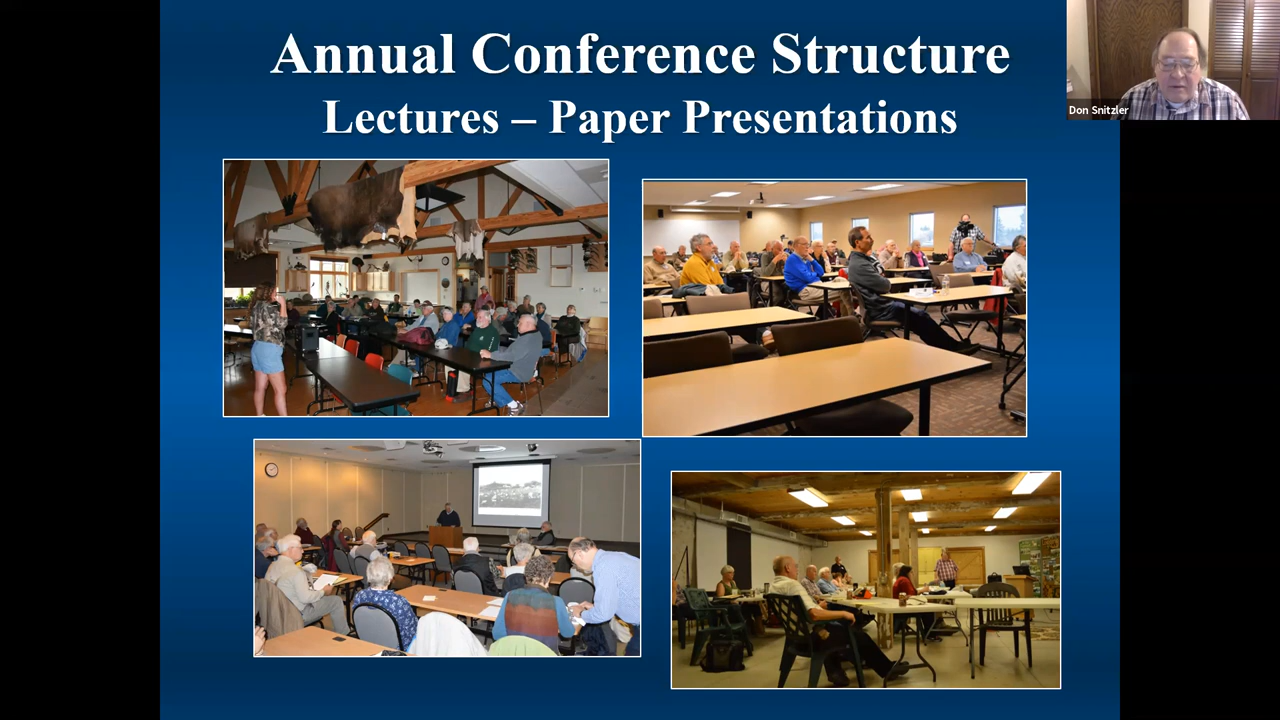 Annual Conference Structure
Lectures – Paper Presentations
Don Snitzler